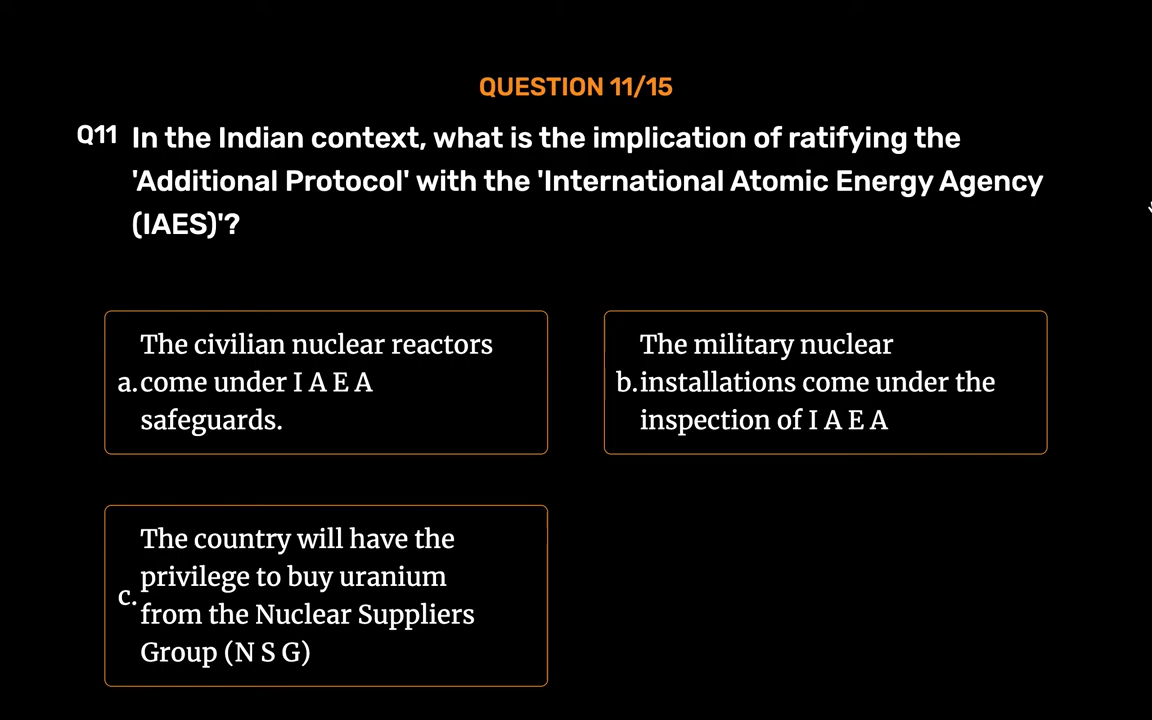 QUESTION 11/15
Q11 In the Indian context, what is the implication of ratifying the
'Additional Protocol' with the 'International Atomic Energy Agency
(IAES)'?
The civilian nuclear reactors
a. come under I A E A
safeguards.
The military nuclear
b. installations come under the
inspection of I A E A
The country will have the
privilege to buy uranium
c. from the Nuclear Suppliers
Group (N S G)